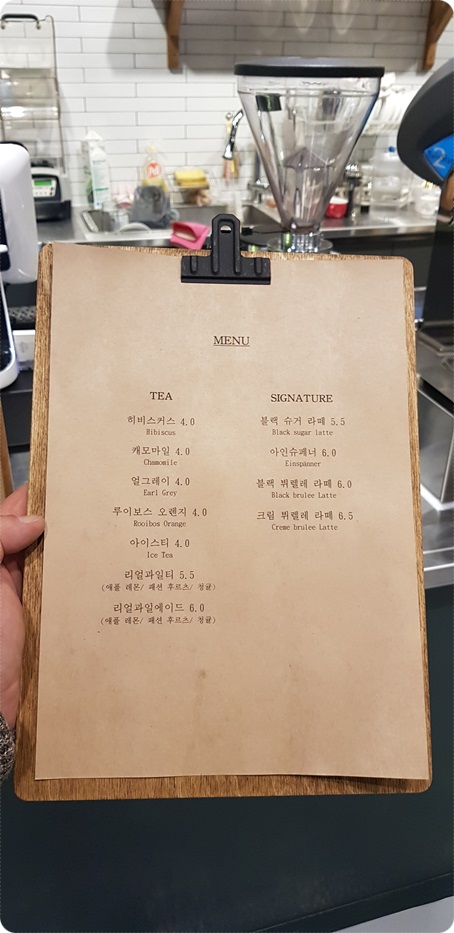 MENU
TEA
히비스커스 4.0
Hibiscus
캐모마일 4.0
Chamomile
얼그레이 4.0
Earl Grey
루이보스 오렌지 4.0
Rooibos Orange
아이스티 4.0
Ice Tea
리얼과일티 5.5
(애플 레몬/ 패션 후르츠/ 청귤)
리얼과일에이드 6.0
(애플 레몬/ 패션 후르츠/ 청귤)
SIGNATURE
블랙 슈거 라떼 5.5
Black sugar latte
아인슈페너 6.0
Einspänner
블랙 뷔렐레 라떼 6.0
Black brulee Latte
크림 뷔렐레 라떼 6.5
Creme brulee Latte
2